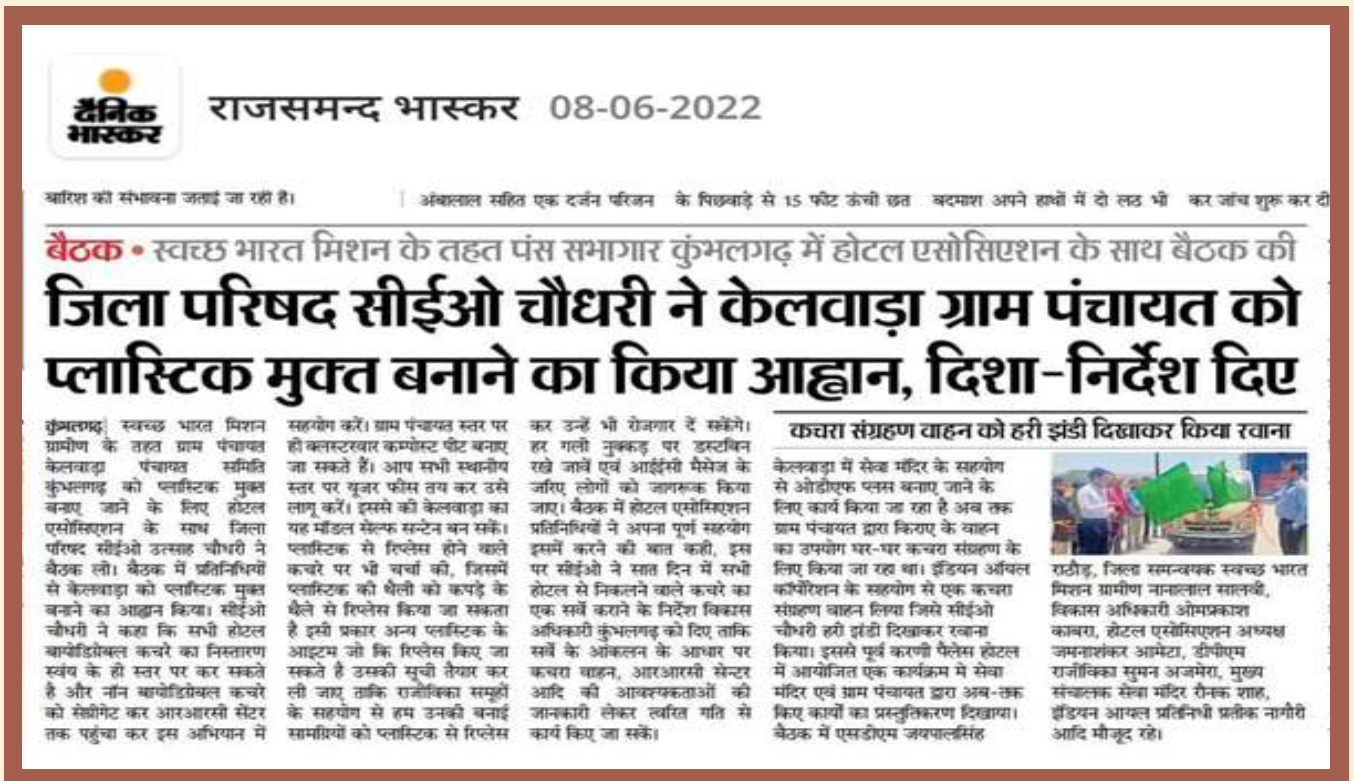 दैनिक
भास्कर
राजसमन्द भास्कर 08-06-2022
बारिश की संभावना जताई जा रही है।
अंबालाल सहित एक दर्जन परिजन
के पिछवाड़े से 15 फीट ऊंची छत
बदमाश अपने हाथों में दो लठ भी
कर जांच शुरू कर दी
बैठक • स्वच्छ भारत मिशन के तहत पंस सभागार कुंभलगढ़ में होटल एसोसिएशन के साथ बैठक की
जिला परिषद सीईओ चौधरी ने केलवाड़ा ग्राम पंचायत को
प्लास्टिक मुक्त बनाने का किया आह्वान, दिशा-निर्देश दिए
कुंभलगढ़| स्वच्छ भारत मिशन
ग्रामीण के तहत ग्राम पंचायत
केलवाड़ा पंचायत समिति
कुंभलगढ़ को प्लास्टिक मुक्त
बनाए जाने के लिए होटल
एसोसिएशन के साथ जिला
परिषद सीईओ उत्साह चौधरी ने
बैठक ली। बैठक में प्रतिनिधियों
से केलवाड़ा को प्लास्टिक मुक्त
बनाने का आह्वान किया। सीईओ
चौधरी ने कहा कि सभी होटल
बायोडिग्रेबल कचरे का निस्तारण
स्वंय के ही स्तर पर कर सकते
है और नॉन बायोडिग्रेबल कचरे
को सेग्रीगेट कर आरआरसी सेंटर
तक पहुंचा कर इस अभियान में
सहयोग करें। ग्राम पंचायत स्तर पर
ही क्लस्टरवार कम्पोस्ट पीट बनाए
जा सकते हैं। आप सभी स्थानीय
स्तर पर यूजर फीस तय कर उसे
लागू करें। इससे की केलवाड़ा का
यह मॉडल सेल्फ सन्टेन बन सकें।
प्लास्टिक से रिप्लेस होने वाले
कचरे पर भी चर्चा की, जिसमें
प्लास्टिक की थैली को कपड़े के
थैले से रिप्लेस किया जा सकता
है इसी प्रकार अन्य प्लास्टिक के
आइटम जो कि रिप्लेस किए जा
सकते है उसकी सूची तैयार कर
ली जाए ताकि राजीविका समूहों
के सहयोग से हम उनकी बनाई
सामग्रियों को प्लास्टिक से रिप्लेस
कर उन्हें भी रोजगार दें सकेंगे।
हर गली नुक्कड़ पर डस्टबिन
रखे जावें एवं आईईसी मैसेज के
जरिए लोगों को जागरूक किया
जाए। बैठक में होटल एसोसिएशन
प्रतिनिधियों ने अपना पूर्ण सहयोग
इसमें करने की बात कही, इस
पर सीईओ ने सात दिन में सभी
होटल से निकलने वाले कचरे का
एक सर्वे कराने के निर्देश विकास
अधिकारी कुंभलगढ़ को दिए ताकि
सर्वे के आंकलन के आधार पर
कचरा वाहन, आरआरसी सेन्टर
आदि की आवश्यकताओं की
जानकारी लेकर त्वरित गति से
कार्य किए जा सकें।
कचरा संग्रहण वाहन को हरी झंडी दिखाकर किया रवाना
केलवाड़ा में सेवा मंदिर के सहयोग
से ओडीएफ प्लस बनाए जाने के
लिए कार्य किया जा रहा है अब तक
ग्राम पंचायत द्वारा किराए के वाहन
का उपयोग घर-घर कचरा संग्रहण के
लिए किया जा रहा था। इंडियन ऑयल
कॉर्पोरेशन के सहयोग से एक कचरा
संग्रहण वाहन लिया जिसे सीईओ
चौधरी हरी झंडी दिखाकर रवाना
किया। इससे पूर्व करणी पैलेस होटल
में आयोजित एक कार्यक्रम में सेवा
मंदिर एवं ग्राम पंचायत द्वारा अब-तक
किए कार्यों का प्रस्तुतिकरण दिखाया।
बैठक में एसडीएम जयपालसिंह
राठौड़, जिला समन्वयक स्वच्छ भारत
मिशन ग्रामीण नानालाल सालवी,
विकास अधिकारी ओमप्रकाश
काबरा, होटल एसोसिएशन अध्यक्ष
जमनाशंकर आमेटा, डीपीएम
राजीविका सुमन अजमेरा, मुख्य
संचालक सेवा मंदिर रौनक शाह,
इंडियन आयल प्रतिनिधी प्रतीक नागौरी
आदि मौजूद रहे।